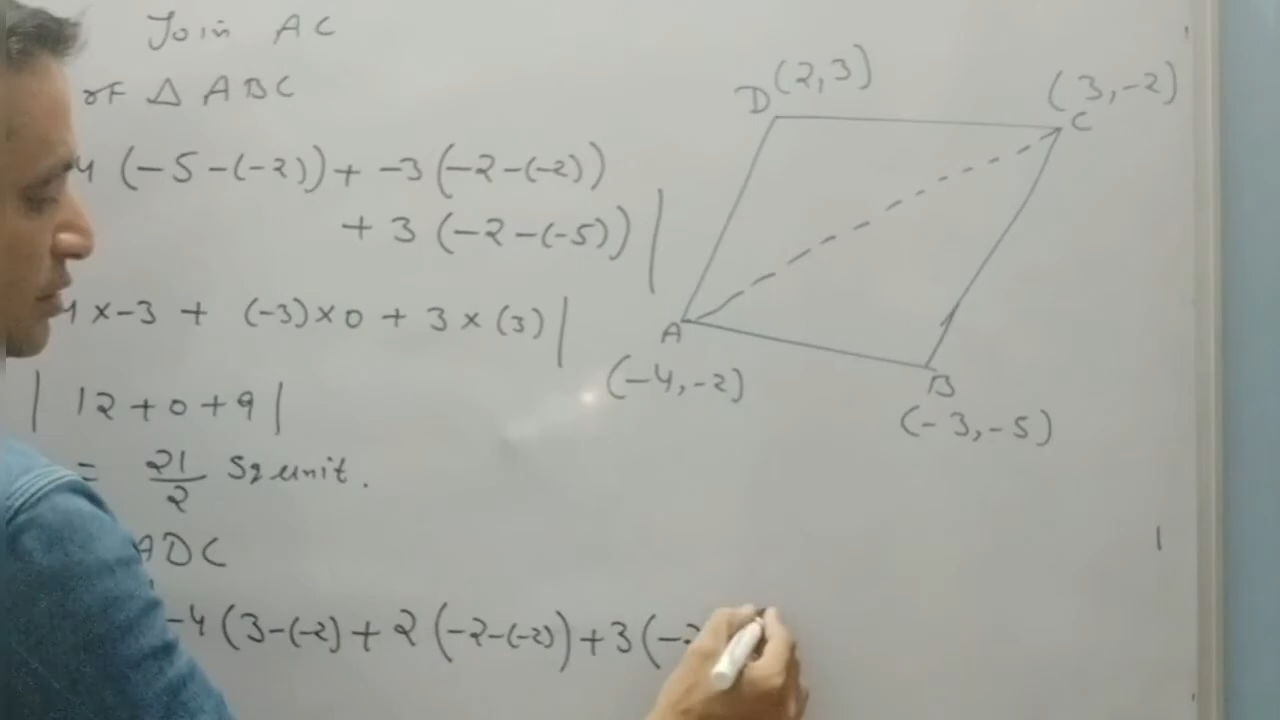 Join AC
of Δ ABC
4 (-5-(-2)) + -3(-2-(-2))
+ 3 (-2-(-5)) |
4 x -3 + (-3) x 0 + 3 x (3) |
| 12 + 0 + 9 |
= 21/2 Sq unit.
ADC
-4 (3-(-2) + 2 (-2-(-2)) + 3 (-2
D (2,3)
(3,-2)
C
A
(-4,-2)
B
(-3,-5)